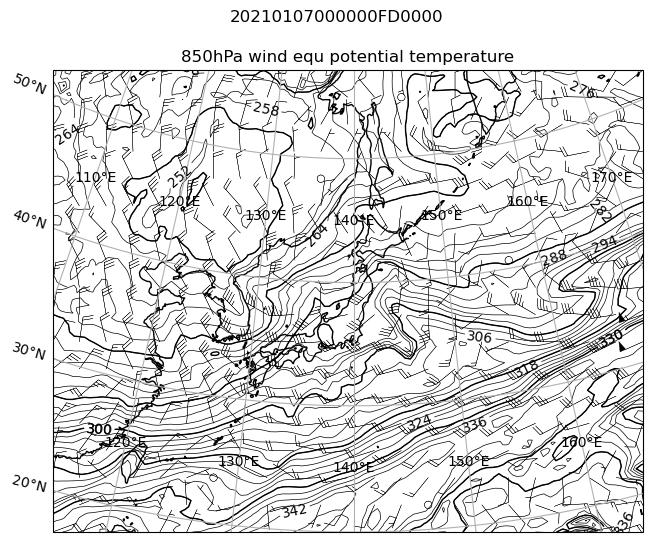 20210107000000FD0000
850hPa wind equ potential temperature
50°N
276
258
264
110°E
252
170°E
120°E
160°E
282
130°E
150°E
40°N
140°E
264
294
288
306
330
30°N
318
324
300
336
120°E
160°E
130°E
150°E
140°E
20°N
342
336